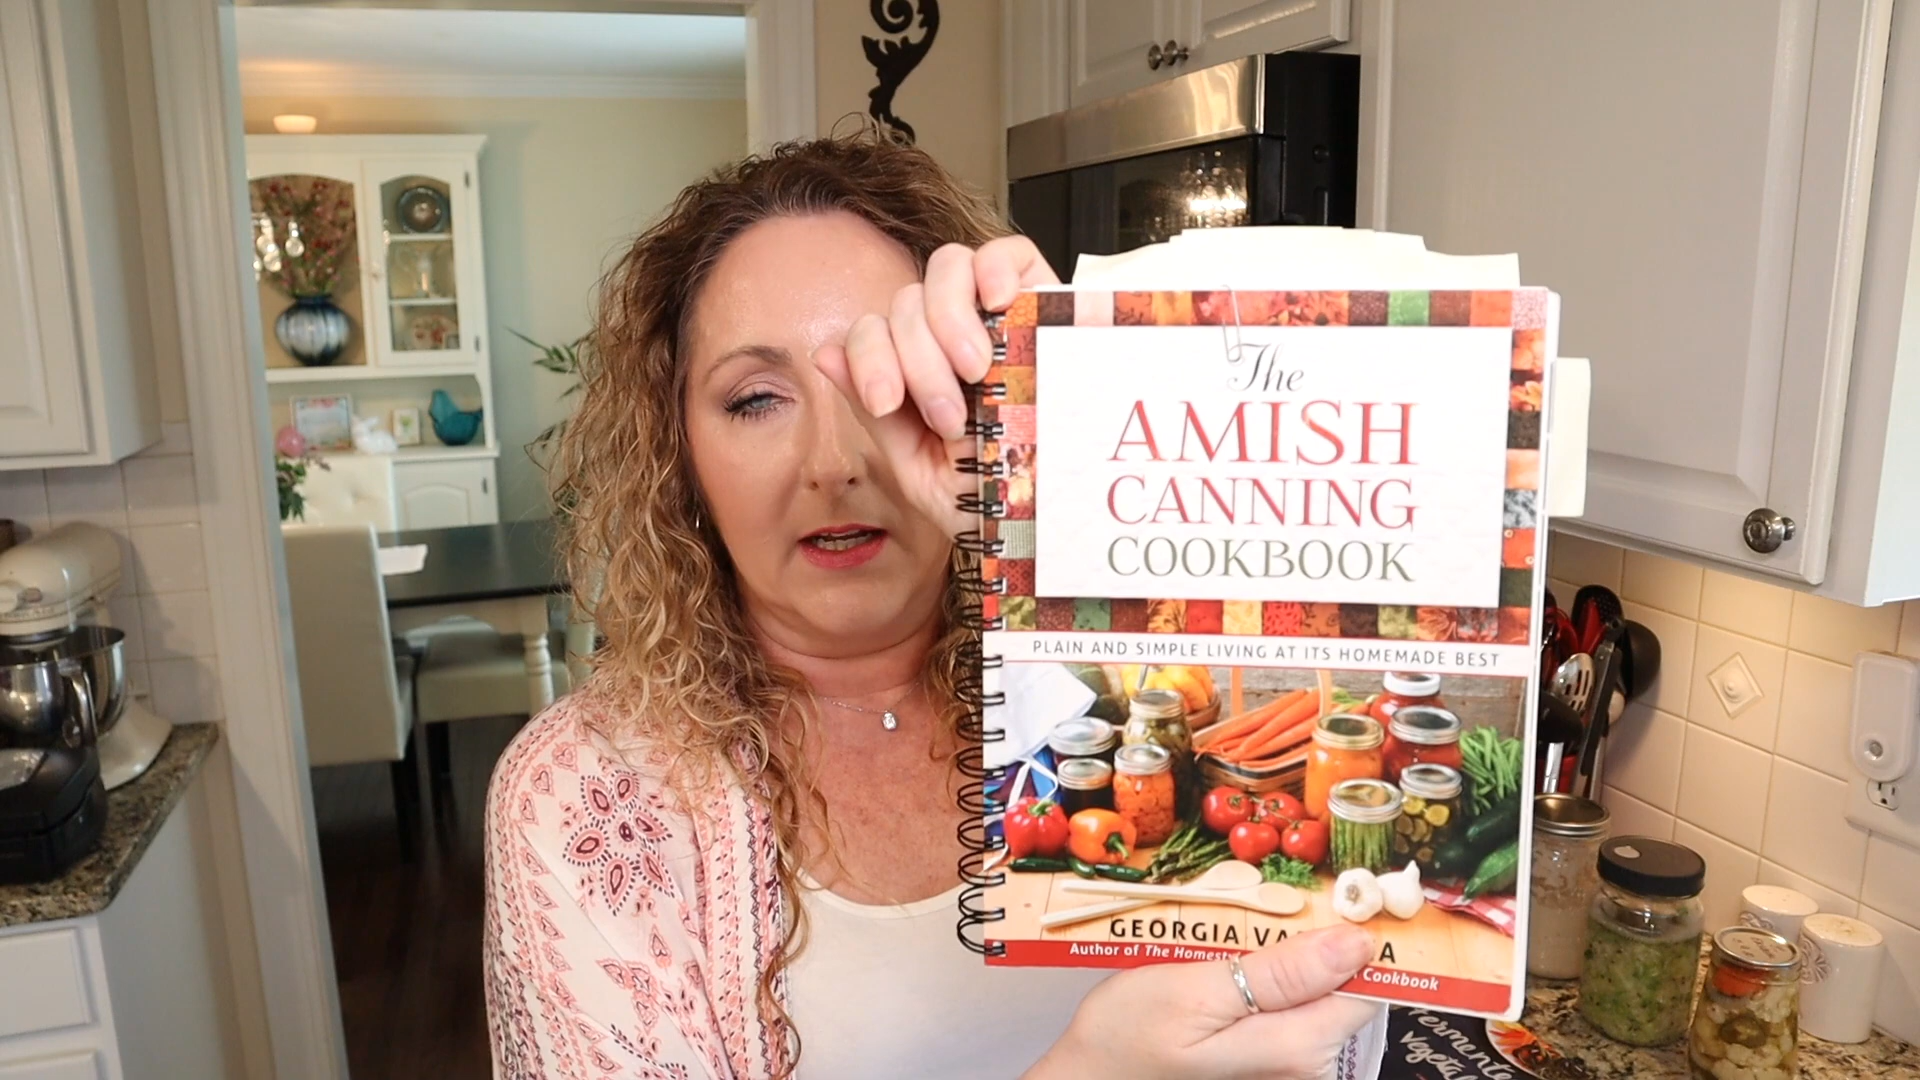 The
AMISH
CANNING
COOKBOOK
PLAIN AND SIMPLE LIVING AT ITS HOMEMADE BEST
GEORGIA
Author of The Cookbook